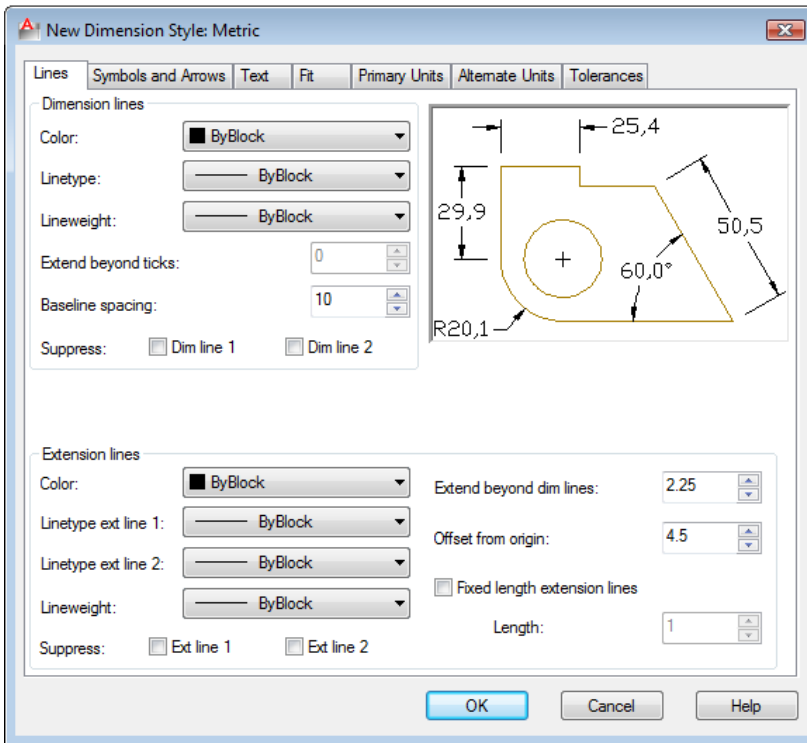 New Dimension Style: Metric
Lines Symbols and Arrows Text Fit Primary Units Alternate Units Tolerances
Dimension lines
Color: ByBlock
Linetype: ByBlock
Lineweight: ByBlock
Extend beyond ticks: 0
Baseline spacing: 10
Suppress: Dim line 1 Dim line 2
25,4
29,9
50,5
60,0°
R20,1
Extension lines
Color: ByBlock
Linetype ext line 1: ByBlock
Linetype ext line 2: ByBlock
Lineweight: ByBlock
Suppress: Ext line 1 Ext line 2
Extend beyond dim lines: 2.25
Offset from origin: 4.5
Fixed length extension lines
Length: 1
OK Cancel Help